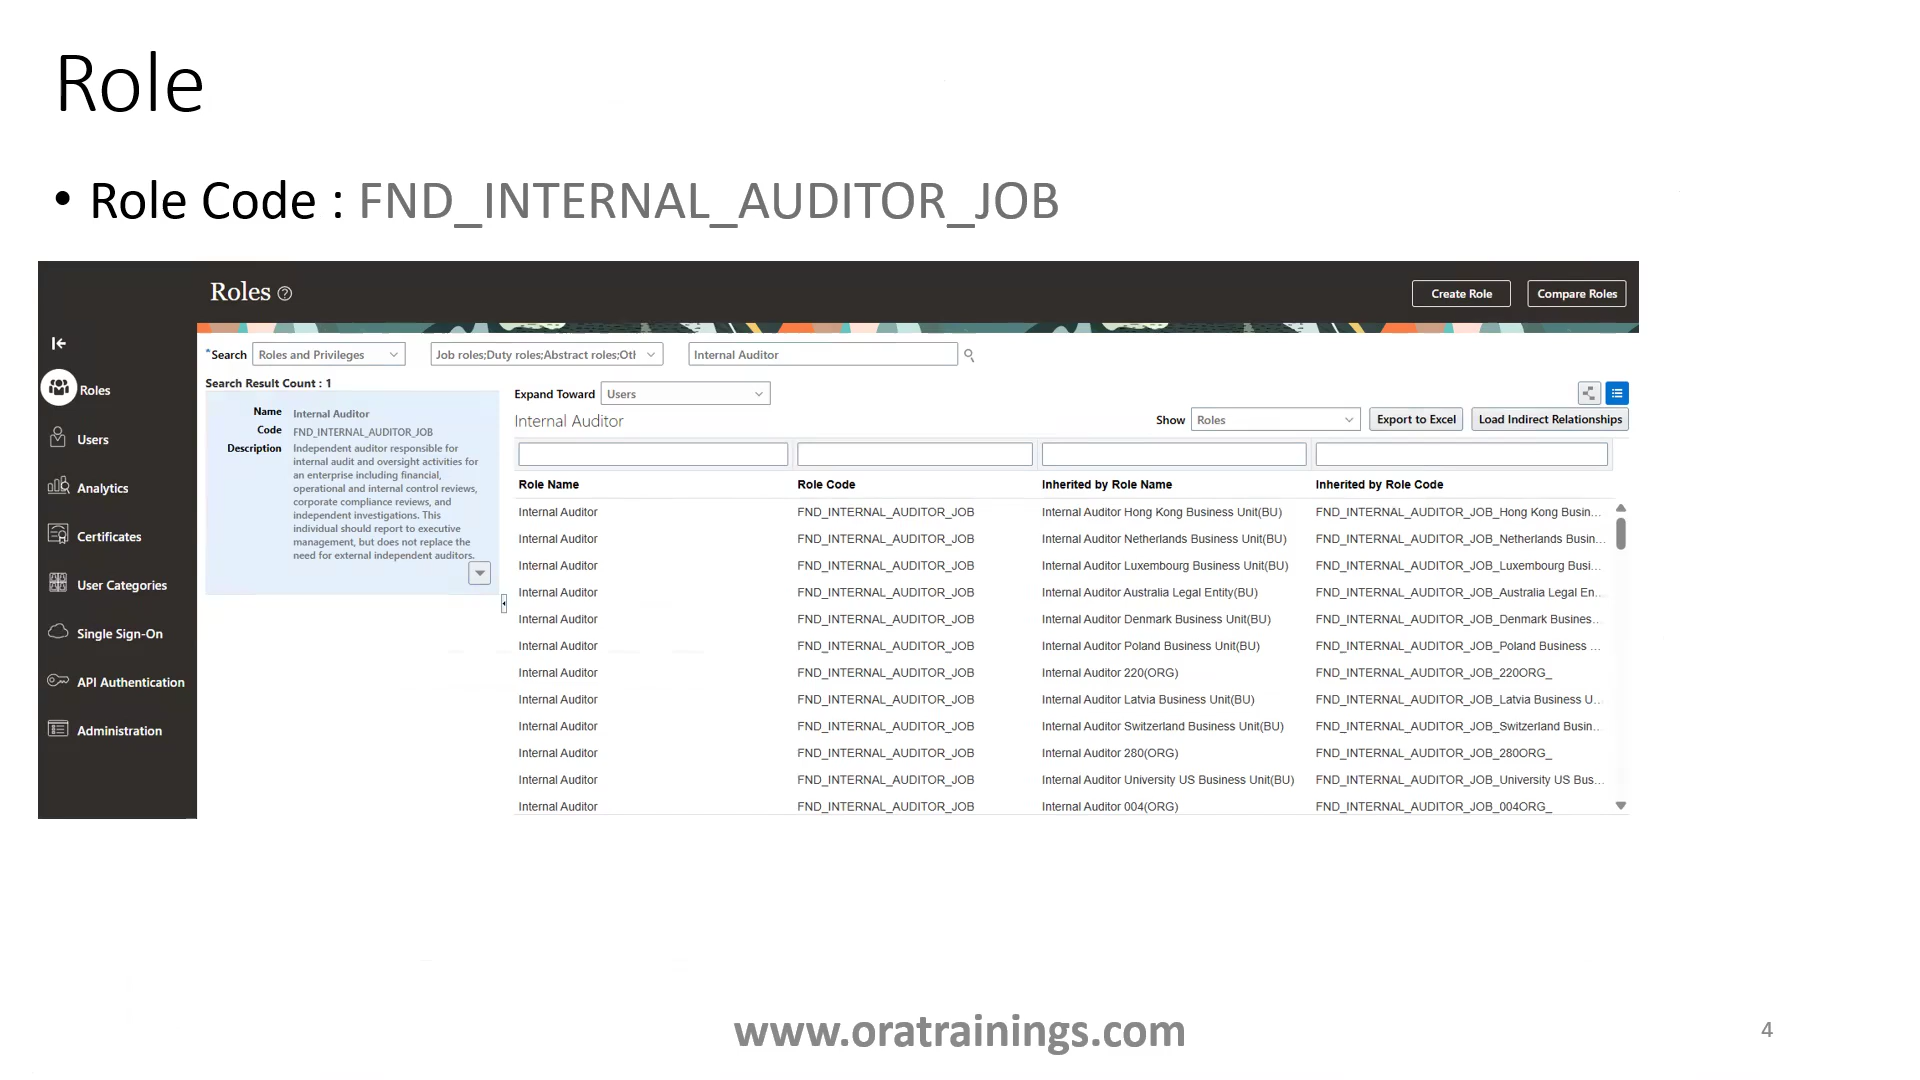 Role
• Role Code : FND_INTERNAL_AUDITOR_JOB
Roles
Create Role
Compare Roles
Roles
Users
Analytics
Certificates
User Categories
Single Sign-On
API Authentication
Administration
*Search Roles and Privileges Job roles;Duty roles;Abstract roles;Otl Internal Auditor
Search Result Count : 1
Name Internal Auditor
Code FND_INTERNAL_AUDITOR_JOB
Description Independent auditor responsible for
internal audit and oversight activities for
an enterprise including financial,
operational and internal control reviews,
corporate compliance reviews, and
independent investigations. This
individual should report to executive
management, but does not replace the
need for external independent auditors.
Expand Toward Users
Internal Auditor
Show Roles Export to Excel Load Indirect Relationships
Role Name Role Code Inherited by Role Name Inherited by Role Code
Internal Auditor FND_INTERNAL_AUDITOR_JOB Internal Auditor Hong Kong Business Unit(BU) FND_INTERNAL_AUDITOR_JOB_Hong Kong Busin...
Internal Auditor FND_INTERNAL_AUDITOR_JOB Internal Auditor Netherlands Business Unit(BU) FND_INTERNAL_AUDITOR_JOB_Netherlands Busin...
Internal Auditor FND_INTERNAL_AUDITOR_JOB Internal Auditor Luxembourg Business Unit(BU) FND_INTERNAL_AUDITOR_JOB_Luxembourg Busi...
Internal Auditor FND_INTERNAL_AUDITOR_JOB Internal Auditor Australia Legal Entity(BU) FND_INTERNAL_AUDITOR_JOB_Australia Legal En...
Internal Auditor FND_INTERNAL_AUDITOR_JOB Internal Auditor Denmark Business Unit(BU) FND_INTERNAL_AUDITOR_JOB_Denmark Busines...
Internal Auditor FND_INTERNAL_AUDITOR_JOB Internal Auditor Poland Business Unit(BU) FND_INTERNAL_AUDITOR_JOB_Poland Business ...
Internal Auditor FND_INTERNAL_AUDITOR_JOB Internal Auditor 220(ORG) FND_INTERNAL_AUDITOR_JOB_220ORG_
Internal Auditor FND_INTERNAL_AUDITOR_JOB Internal Auditor Latvia Business Unit(BU) FND_INTERNAL_AUDITOR_JOB_Latvia Business U...
Internal Auditor FND_INTERNAL_AUDITOR_JOB Internal Auditor Switzerland Business Unit(BU) FND_INTERNAL_AUDITOR_JOB_Switzerland Busin...
Internal Auditor FND_INTERNAL_AUDITOR_JOB Internal Auditor 280(ORG) FND_INTERNAL_AUDITOR_JOB_280ORG_
Internal Auditor FND_INTERNAL_AUDITOR_JOB Internal Auditor University US Business Unit(BU) FND_INTERNAL_AUDITOR_JOB_University US Bus...
Internal Auditor FND_INTERNAL_AUDITOR_JOB Internal Auditor 004(ORG) FND_INTERNAL_AUDITOR_JOB_004ORG_
www.oratrainings.com
4